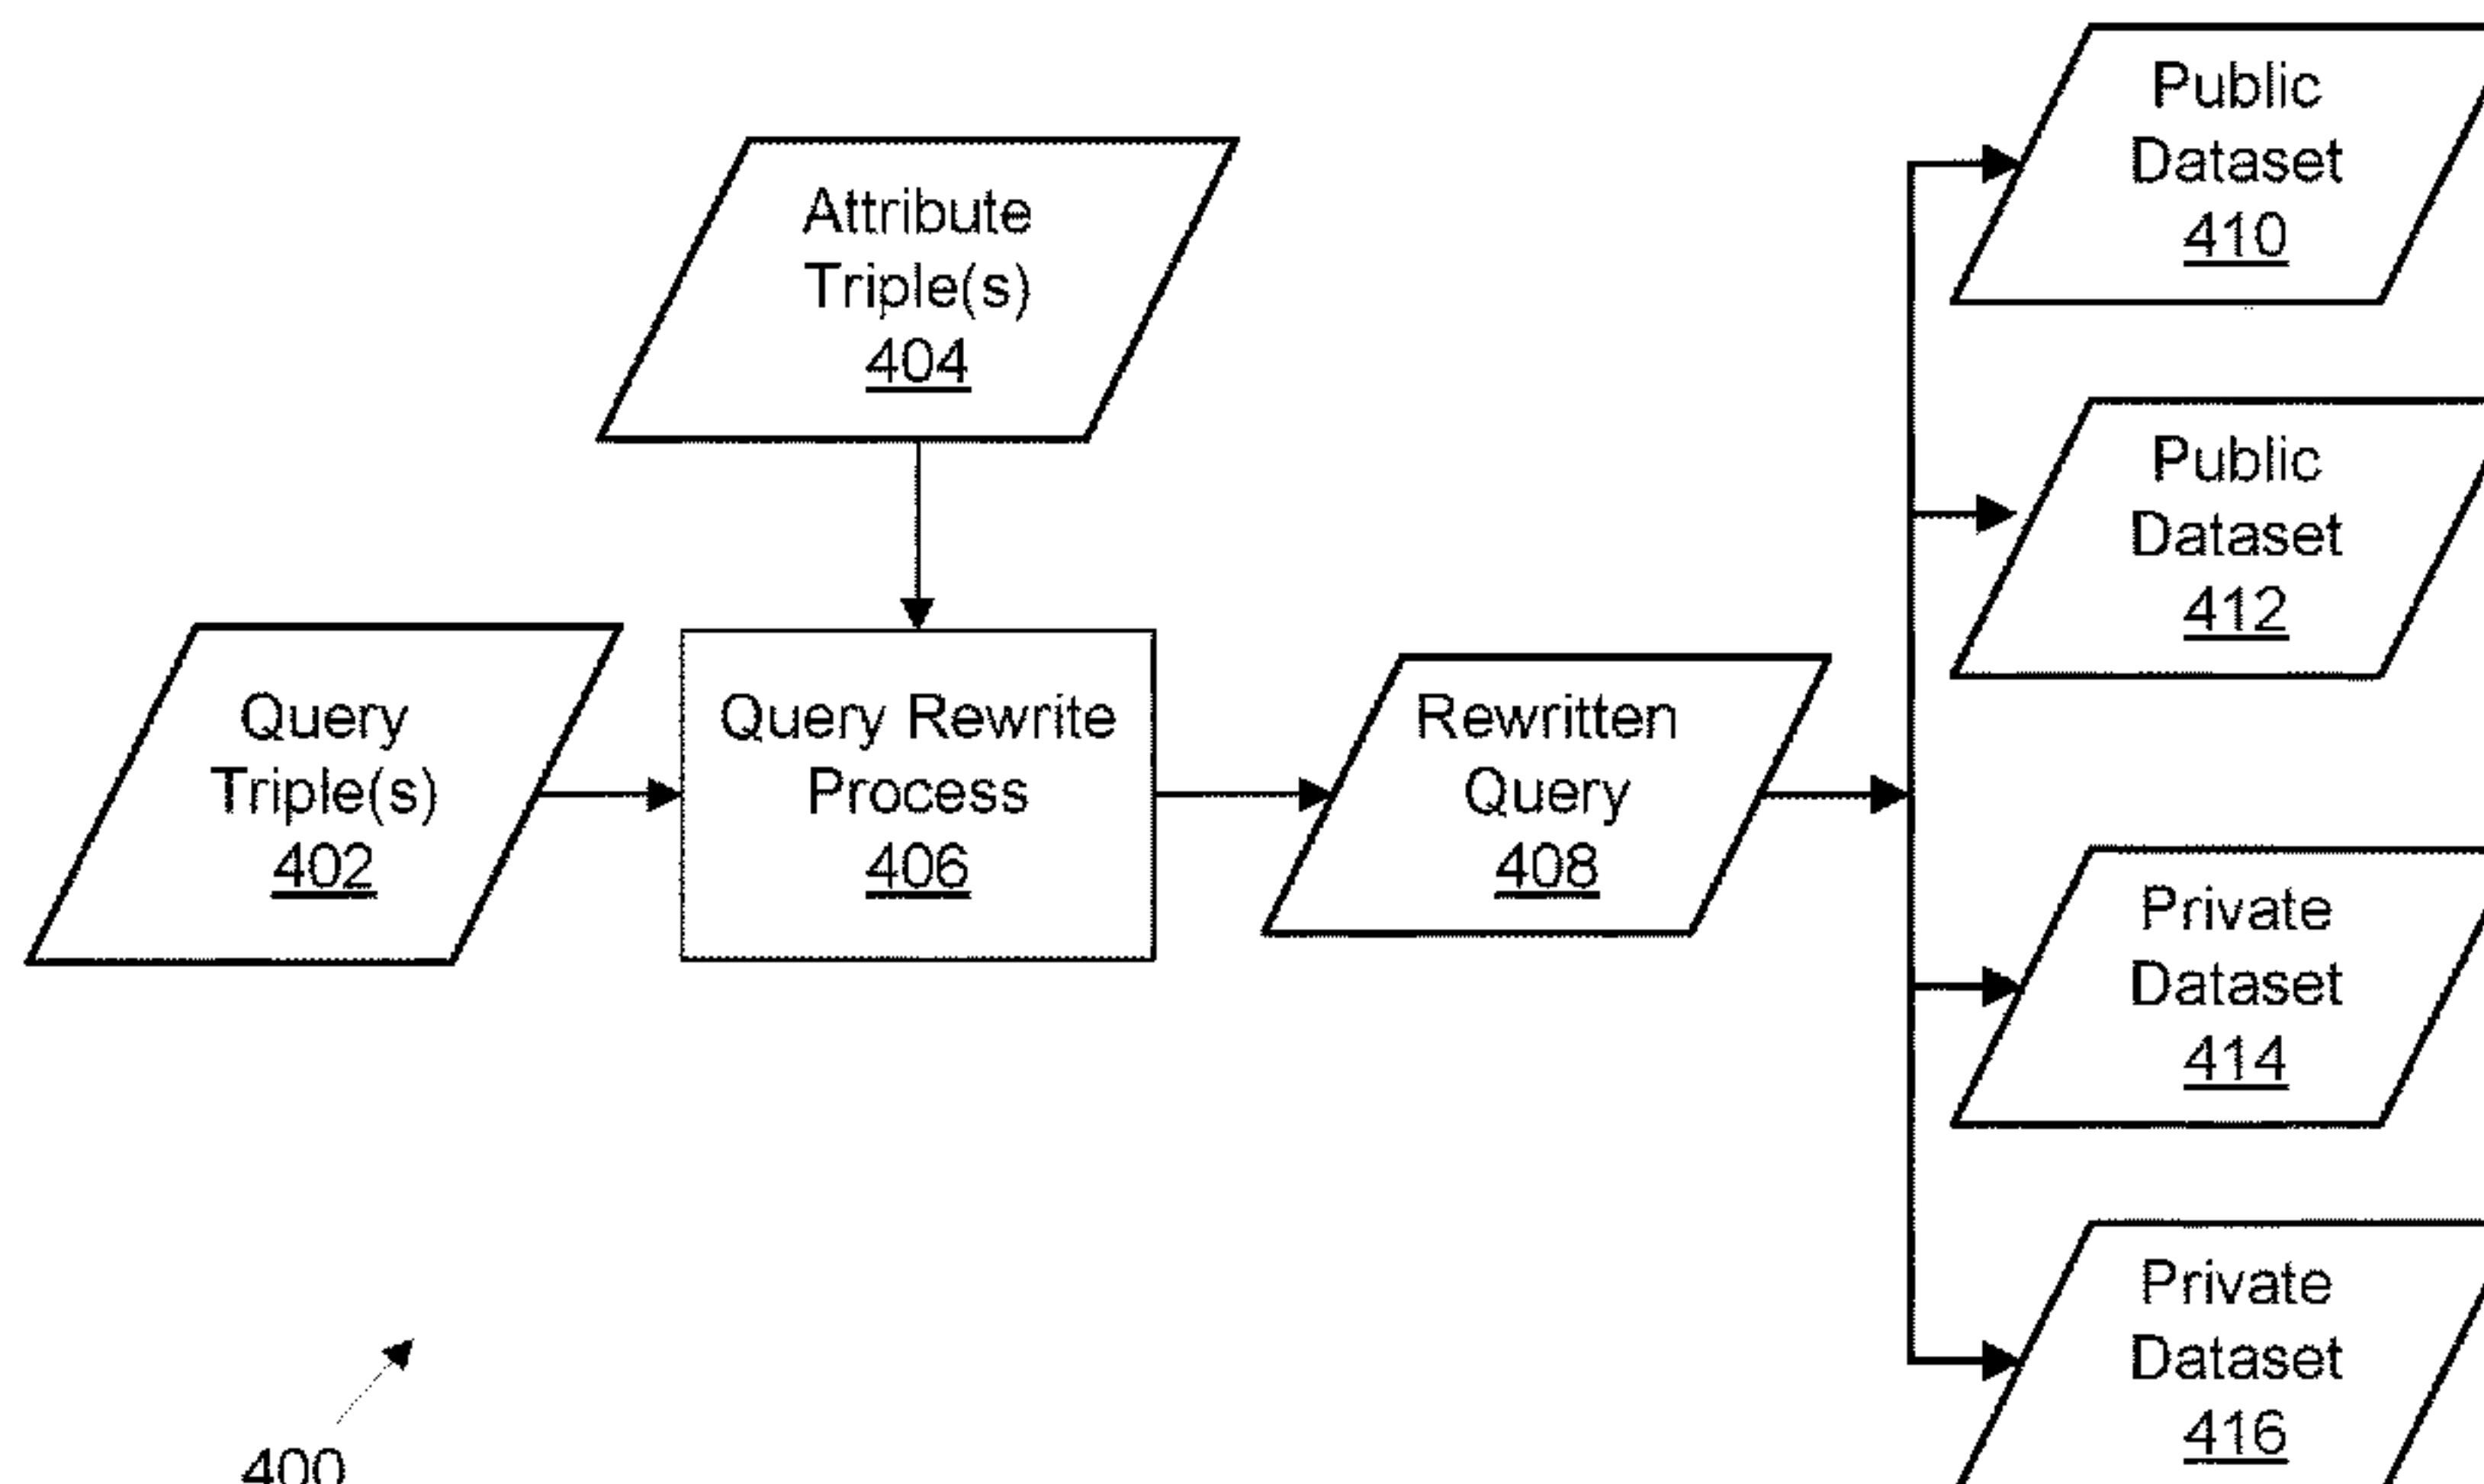 Attribute
Triple(s)
404
Query
Triple(s)
402
Query Rewrite
Process
406
Rewritten
Query
408
Public
Dataset
410
Public
Dataset
412
Private
Dataset
414
Private
Dataset
416
400